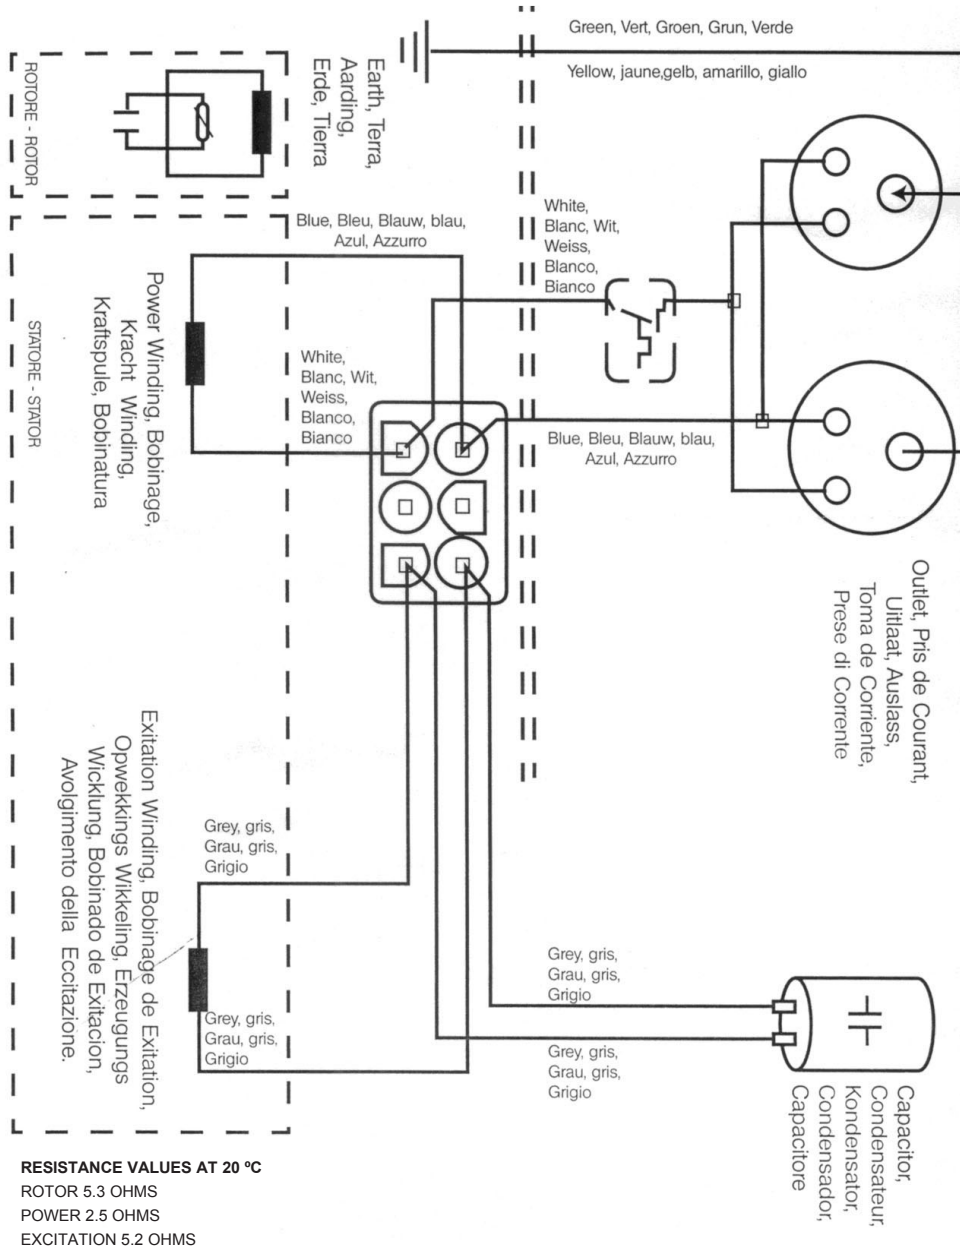 Green, Vert, Groen, Grun, Verde
Yellow, jaune,gelb, amarillo, giallo
Earth, Terra,
Aarding,
Erde, Tierra
ROTORE - ROTOR
Blue, Bleu, Blauw, blau,
Azul, Azzurro
White,
Blanc, Wit,
Weiss,
Blanco,
Bianco
Power Winding, Bobinage,
Kracht Winding,
Kraftspule, Bobinatura
STATORE - STATOR
White,
Blanc, Wit,
Weiss,
Blanco,
Bianco
Blue, Bleu, Blauw, blau,
Azul, Azzurro
Outlet, Pris de Courant,
Uitlaat, Auslass,
Toma de Corriente,
Prese di Corrente
Exitation Winding, Bobinage de Exitation,
Opwekkings Wikkeling, Erzeugungs
Wicklung, Bobinado de Exitacion,
Avolgimento della Eccitazione.
Grey, gris,
Grau, gris,
Grigio
Grey, gris,
Grau, gris,
Grigio
Grey, gris,
Grau, gris,
Grigio
Grey, gris,
Grau, gris,
Grigio
Capacitor,
Condensateur,
Kondensator,
Condensador,
Capacitore
RESISTANCE VALUES AT 20 ºC
ROTOR 5.3 OHMS
POWER 2.5 OHMS
EXCITATION 5.2 OHMS